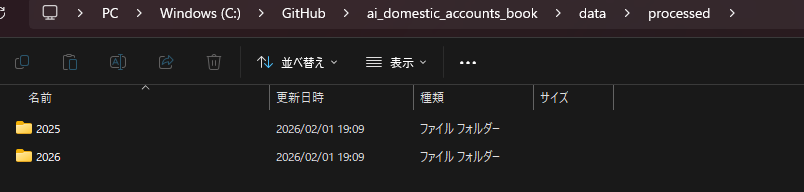 PC > Windows (C:) > GitHub > ai_domestic_accounts_book > data > processed >
並べ替え 表示 •••
名前 更新日時 種類 サイズ
2025 2026/02/01 19:09 ファイル フォルダー
2026 2026/02/01 19:09 ファイル フォルダー